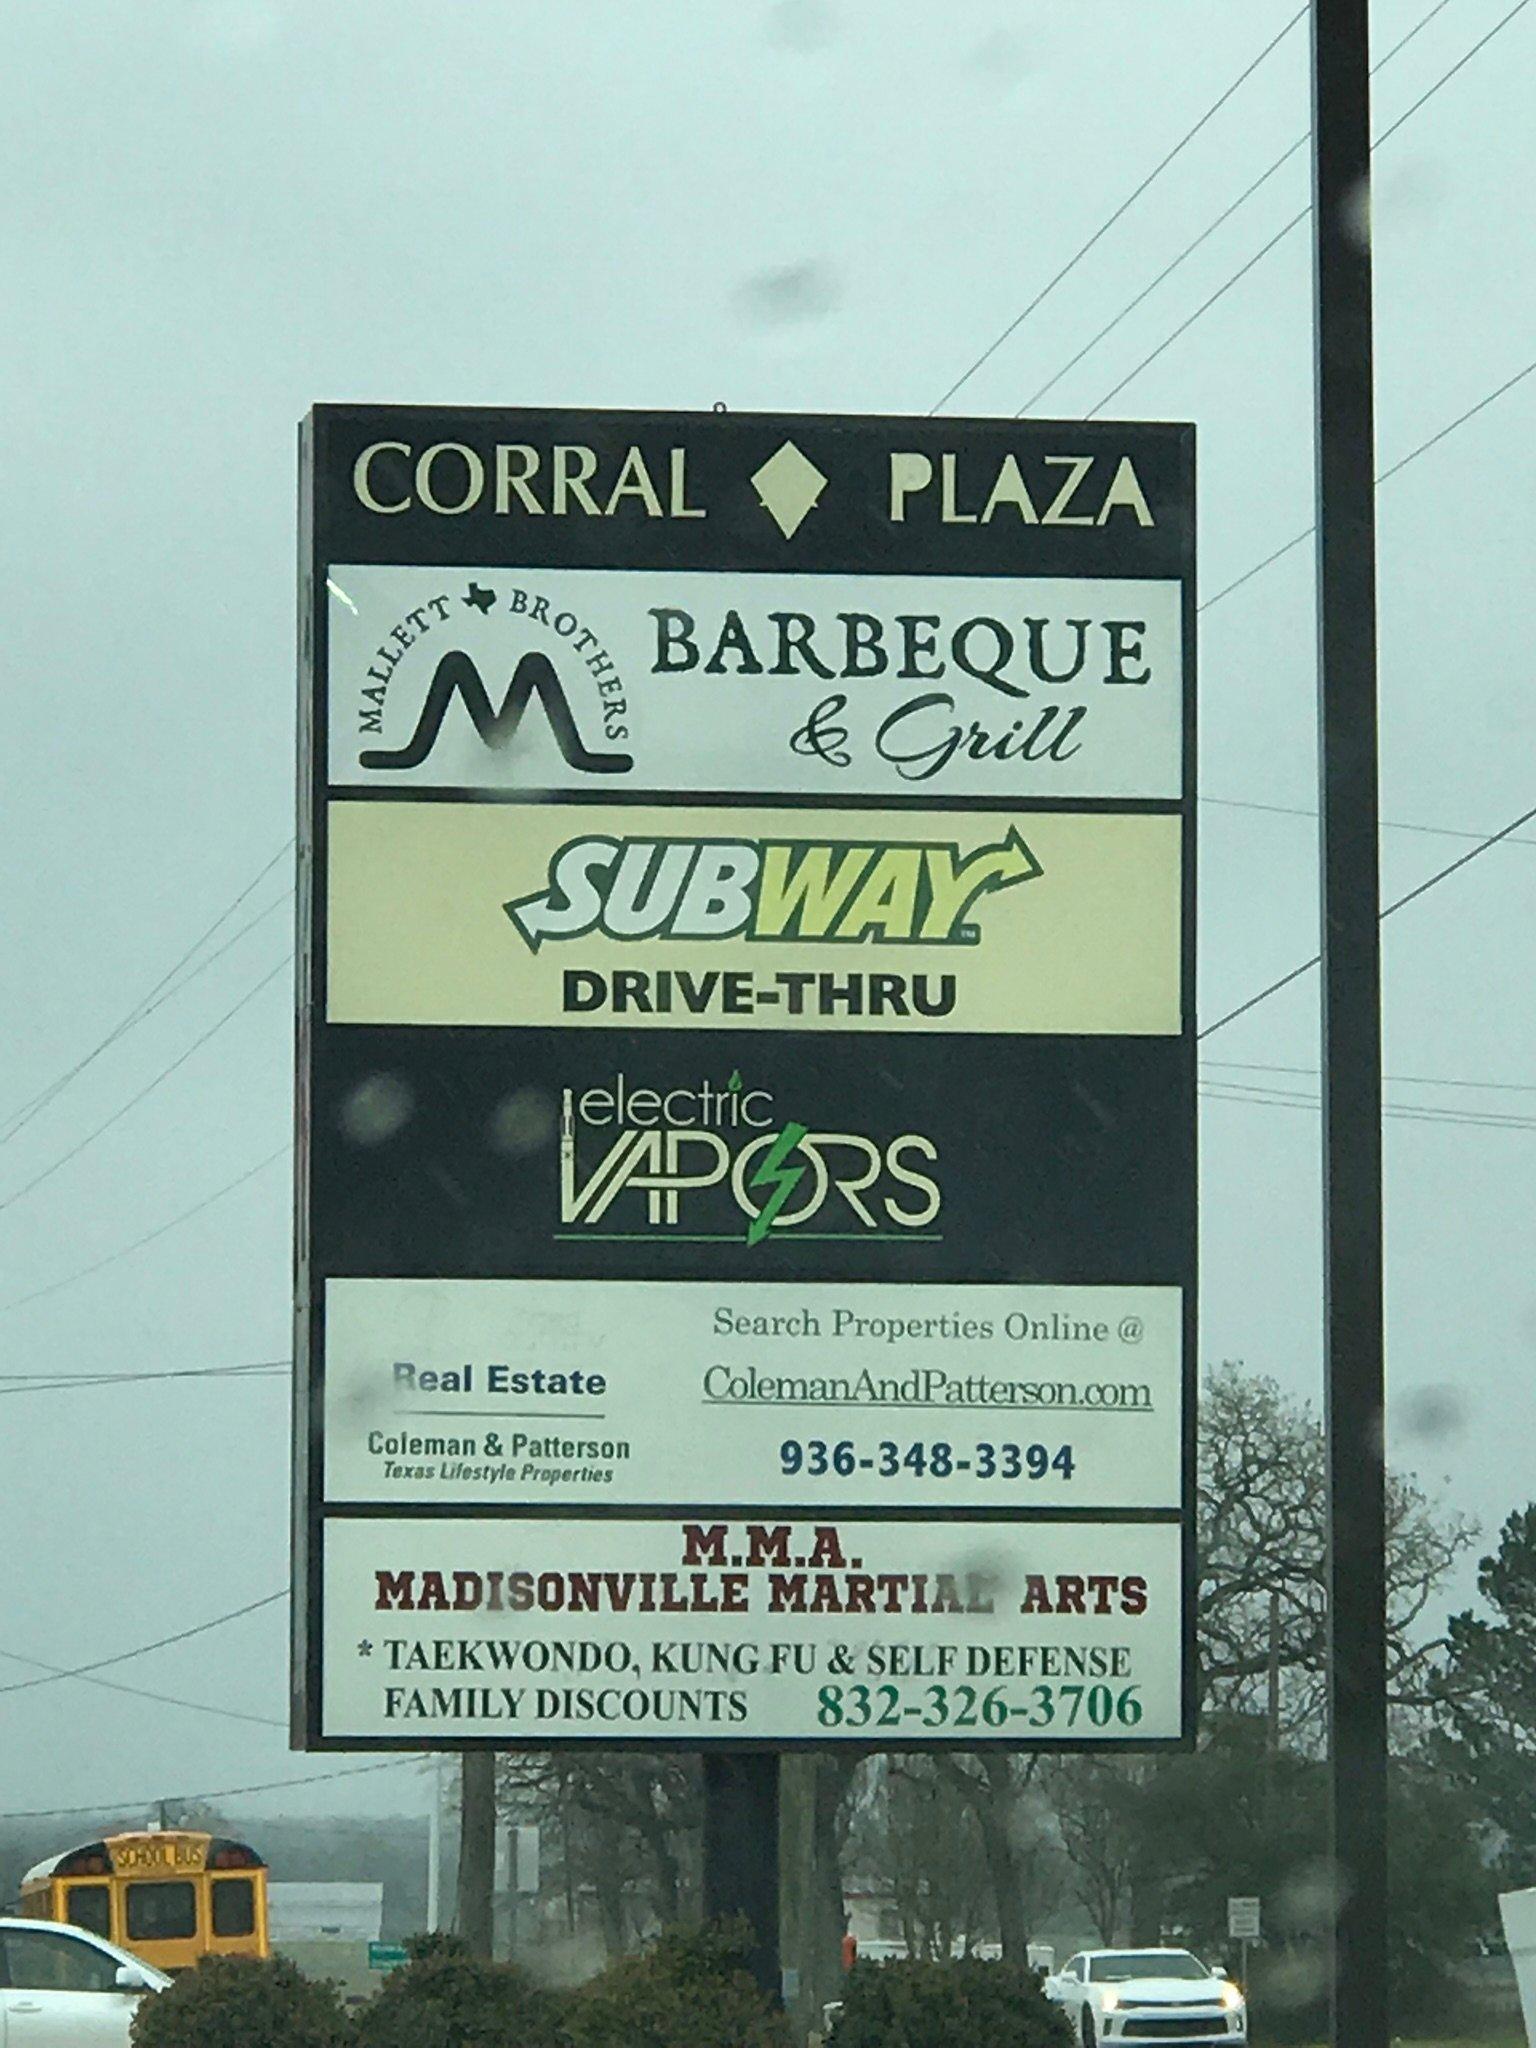 CORRAL PLAZA
MALLETT BROTHERS
M
BARBEQUE
& Grill
SUBWAY
DRIVE-THRU
electric
VAPORS
Search Properties Online @
Real Estate
ColemanAndPatterson.com
Coleman & Patterson
Texas Lifestyle Properties
936-348-3394
M.M.A.
MADISONVILLE MARTIAL ARTS
* TAEKWONDO, KUNG FU & SELF DEFENSE
FAMILY DISCOUNTS 832-326-3706
SCHOOL BUS